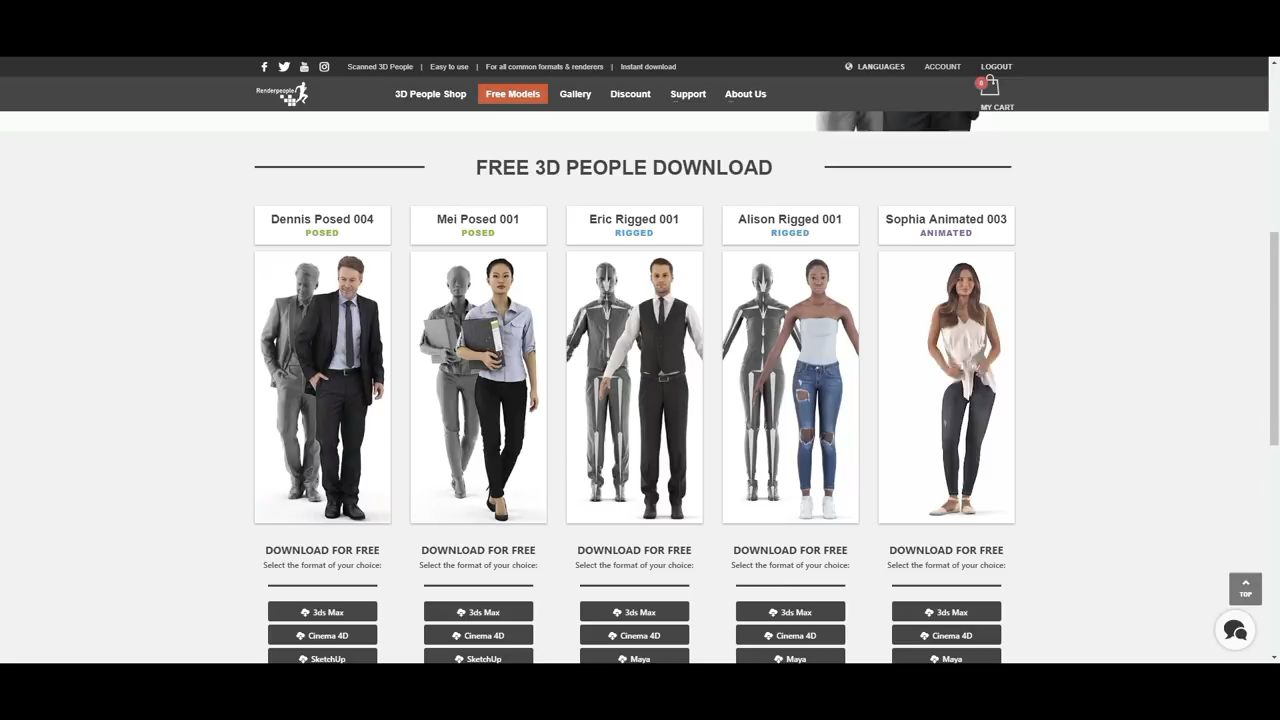 Scanned 3D People | Easy to use | For all common formats & renderers | Instant download
LANGUAGES ACCOUNT LOGOUT
Renderpeople
3D People Shop Free Models Gallery Discount Support About Us
0
MY CART
FREE 3D PEOPLE DOWNLOAD
Dennis Posed 004
POSED
Mei Posed 001
POSED
Eric Rigged 001
RIGGED
Alison Rigged 001
RIGGED
Sophia Animated 003
ANIMATED
DOWNLOAD FOR FREE
Select the format of your choice:
3ds Max
Cinema 4D
SketchUp
DOWNLOAD FOR FREE
Select the format of your choice:
3ds Max
Cinema 4D
SketchUp
DOWNLOAD FOR FREE
Select the format of your choice:
3ds Max
Cinema 4D
Maya
DOWNLOAD FOR FREE
Select the format of your choice:
3ds Max
Cinema 4D
Maya
DOWNLOAD FOR FREE
Select the format of your choice:
3ds Max
Cinema 4D
Maya
TOP